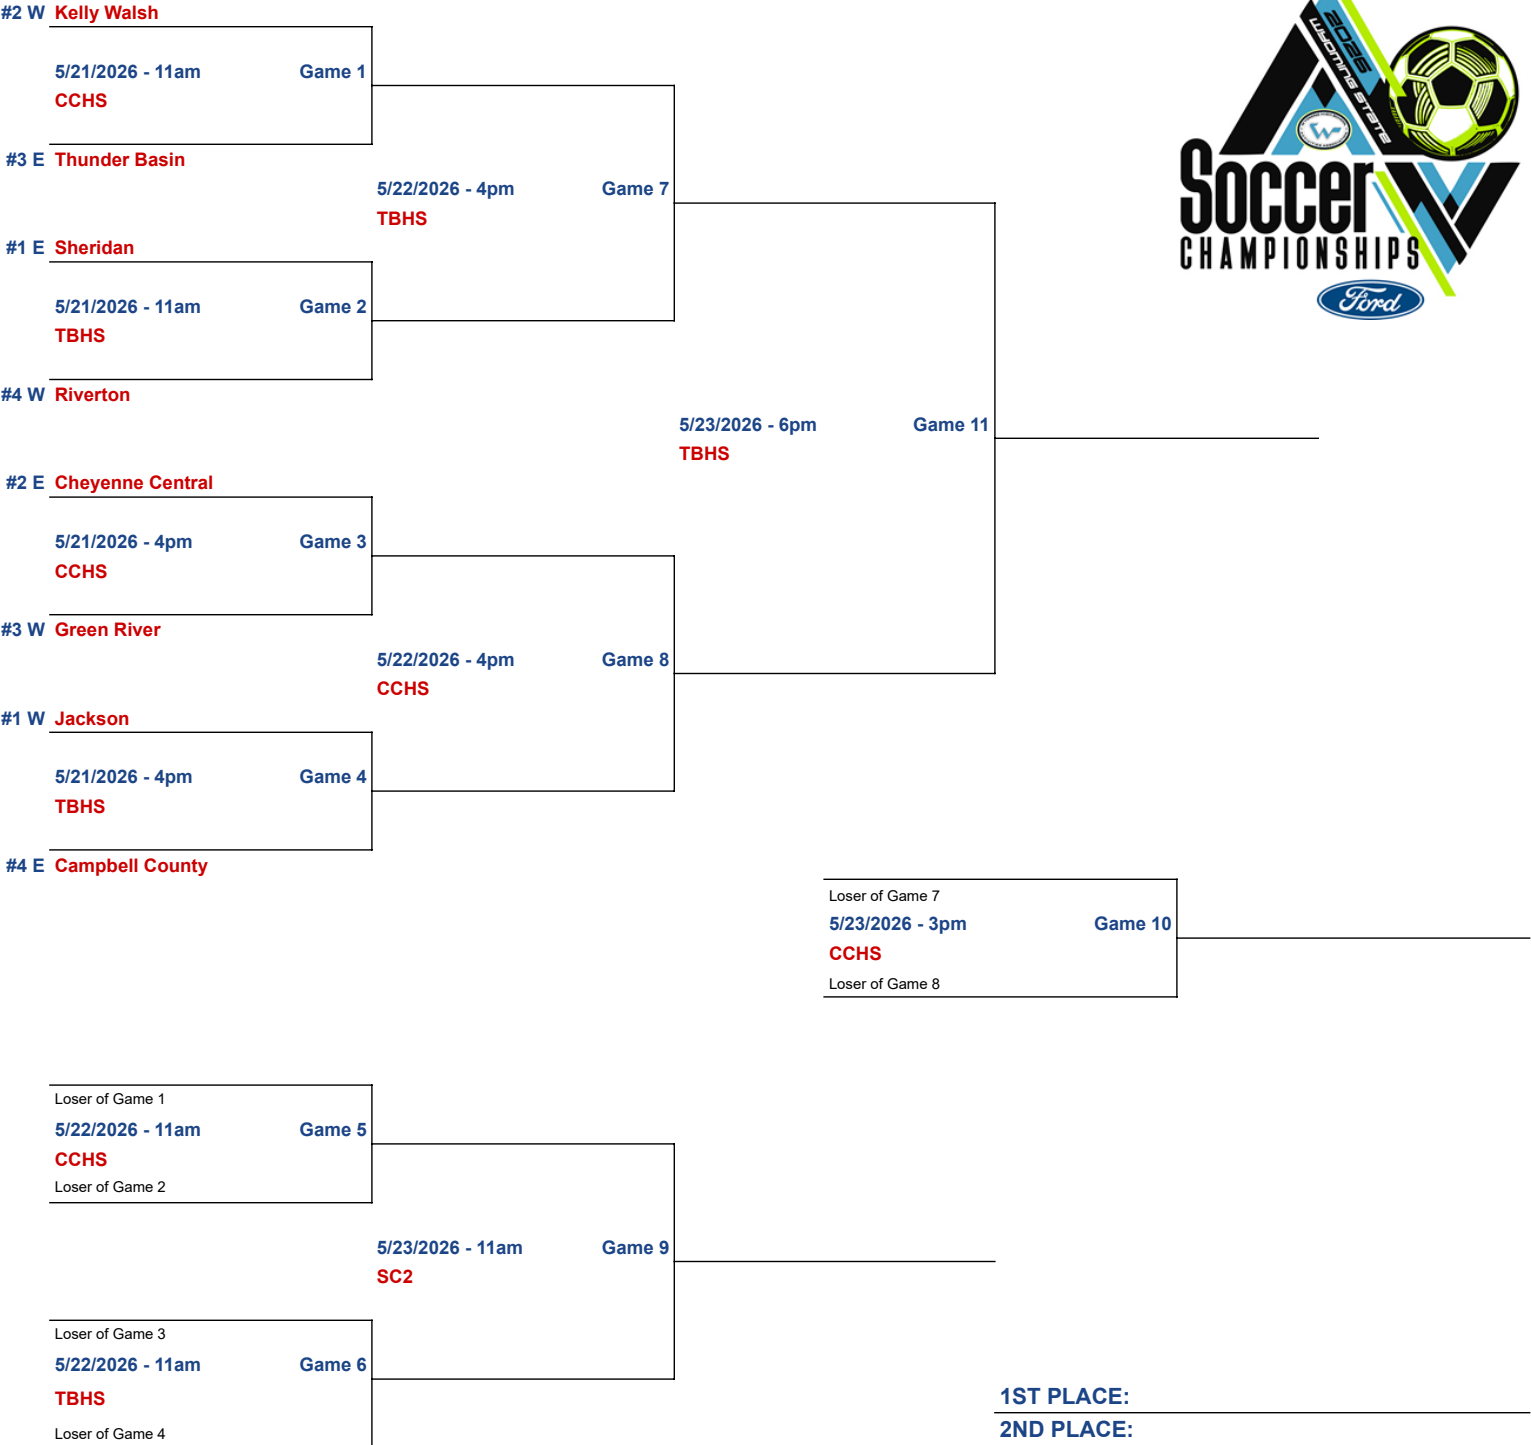 #2 W Kelly Walsh
5/21/2026 - 11am Game 1
CCHS
#3 E Thunder Basin
5/22/2026 - 4pm Game 7
TBHS
#1 E Sheridan
5/21/2026 - 11am Game 2
TBHS
#4 W Riverton
2026
WYOMING STATE
W
Soccer
CHAMPIONSHIPS
Ford
5/23/2026 - 6pm Game 11
TBHS
#2 E Cheyenne Central
5/21/2026 - 4pm Game 3
CCHS
#3 W Green River
5/22/2026 - 4pm Game 8
CCHS
#1 W Jackson
5/21/2026 - 4pm Game 4
TBHS
#4 E Campbell County
Loser of Game 7
5/23/2026 - 3pm Game 10
CCHS
Loser of Game 8
Loser of Game 1
5/22/2026 - 11am Game 5
CCHS
Loser of Game 2
5/23/2026 - 11am Game 9
SC2
Loser of Game 3
5/22/2026 - 11am Game 6
TBHS
Loser of Game 4
1ST PLACE:
2ND PLACE: